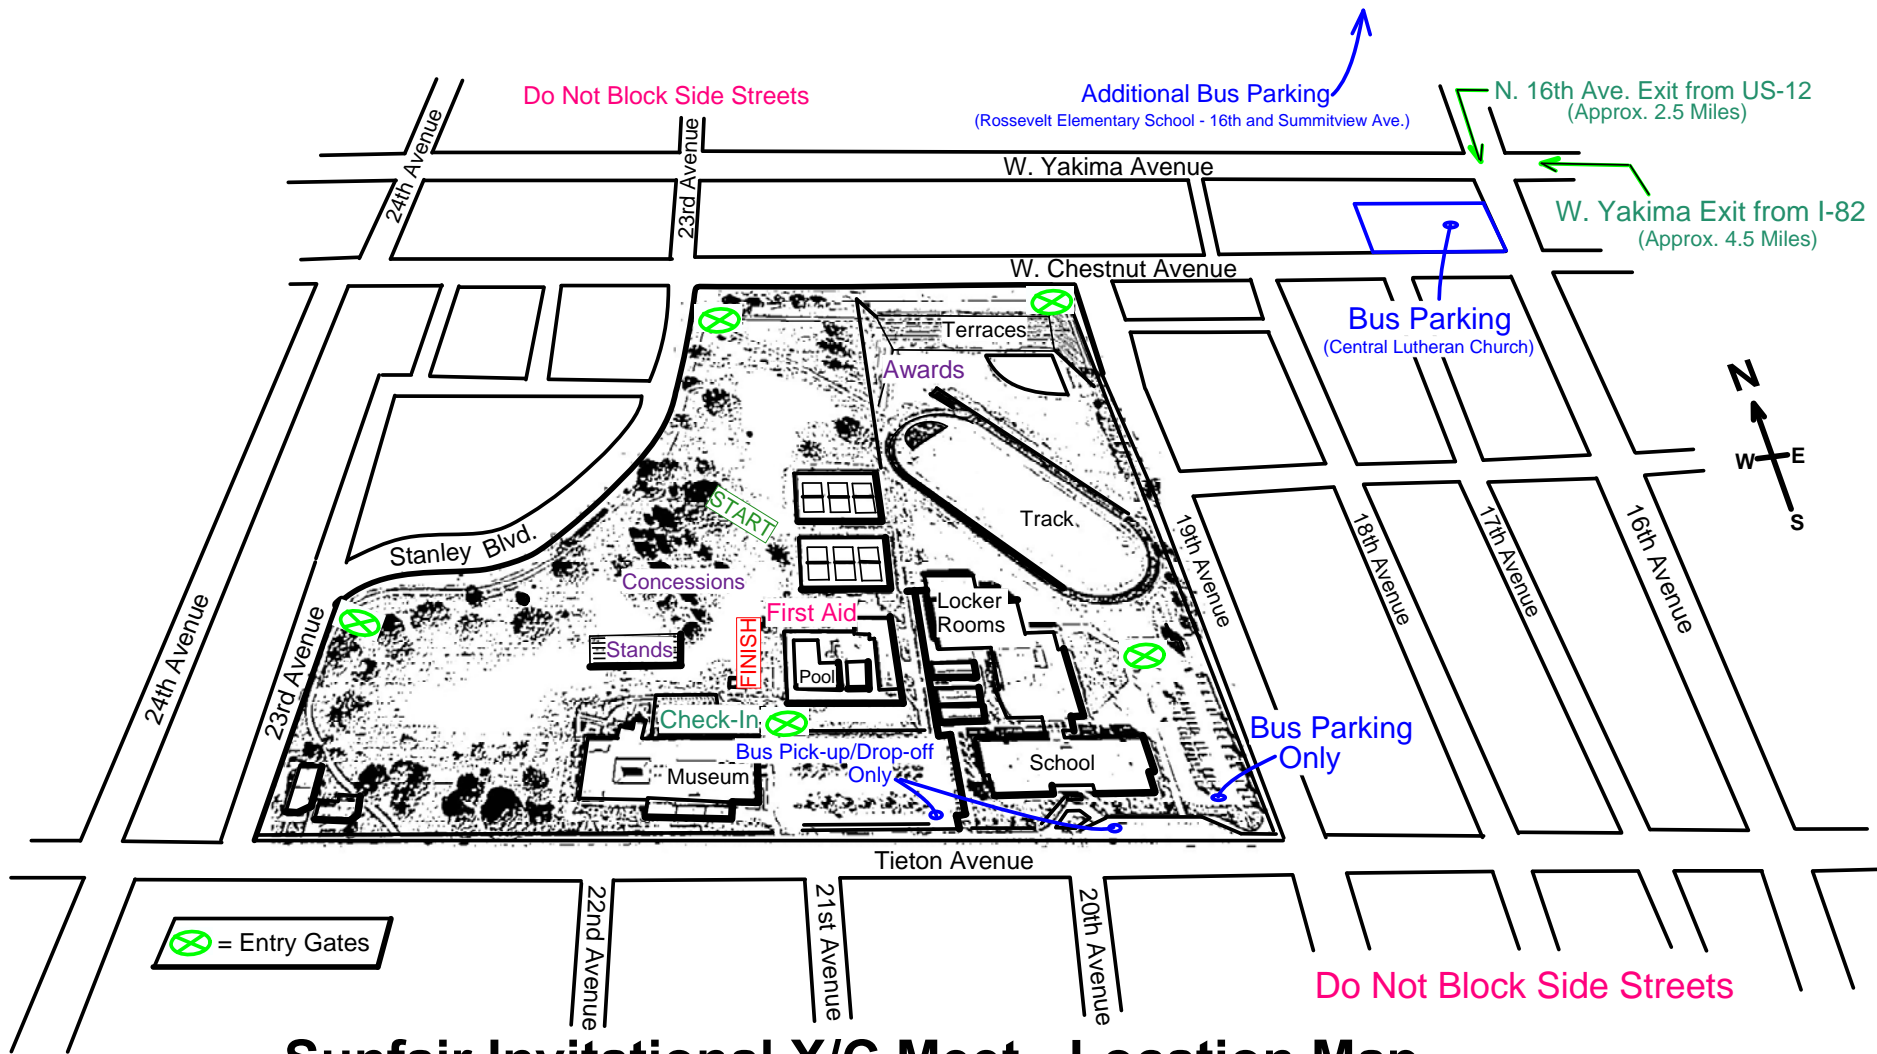 Do Not Block Side Streets
Additional Bus Parking
(Rossevelt Elementary School - 16th and Summitview Ave.)
N. 16th Ave. Exit from US-12
(Approx. 2.5 Miles)
24th Avenue
23rd Avenue
W. Yakima Avenue
W. Yakima Exit from I-82
(Approx. 4.5 Miles)
W. Chestnut Avenue
Bus Parking
(Central Lutheran Church)
Terraces
Awards
N
W
E
S
START
Track
Stanley Blvd.
Concessions
19th Avenue
18th Avenue
17th Avenue
16th Avenue
First Aid
Locker
Rooms
24th Avenue
23rd Avenue
Stands
FINISH
Pool
Check-In
Bus Pick-up/Drop-off
Only
Museum
School
Bus Parking
Only
Tieton Avenue
22nd Avenue
21st Avenue
20th Avenue
= Entry Gates
Do Not Block Side Streets
Sunfair Invitational X/C Meet - Location Map